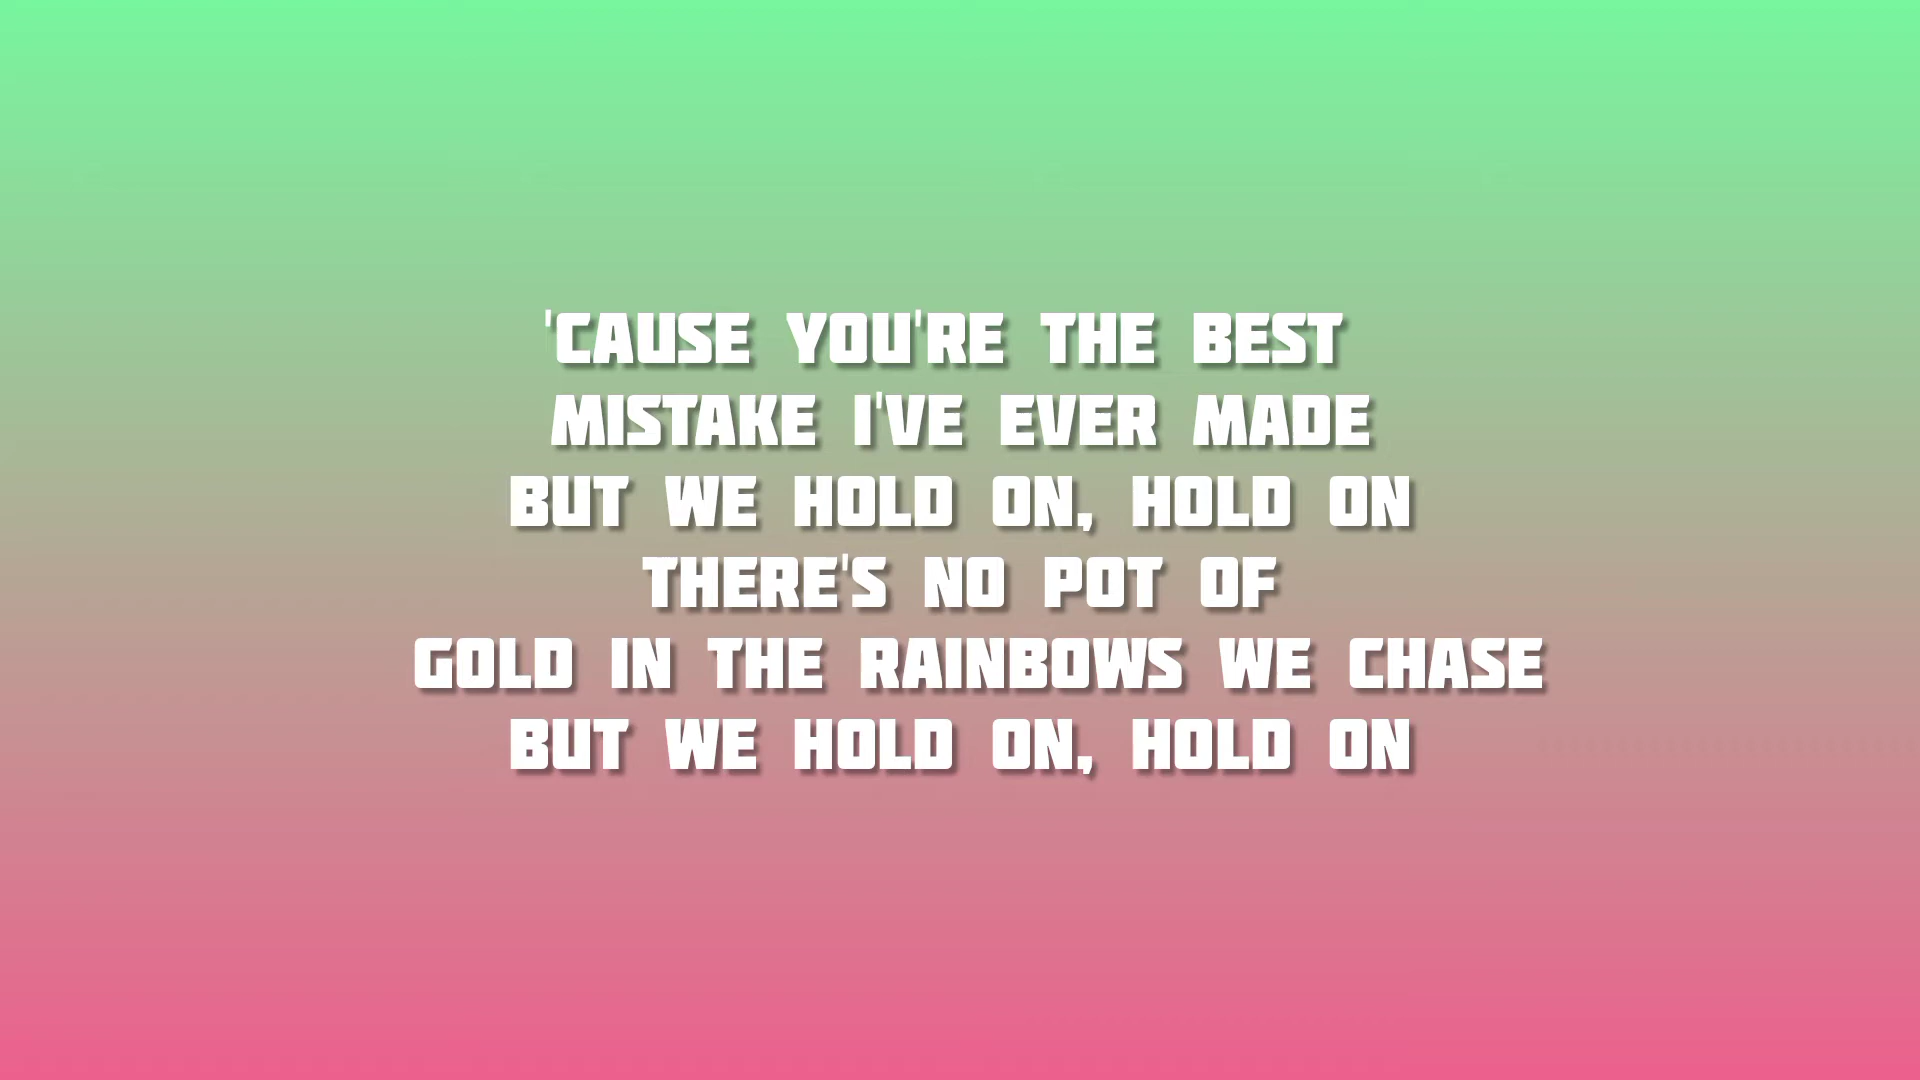 'CAUSE YOU'RE THE BEST
MISTAKE I'VE EVER MADE
BUT WE HOLD ON, HOLD ON
THERE'S NO POT OF
GOLD IN THE RAINBOWS WE CHASE
BUT WE HOLD ON, HOLD ON